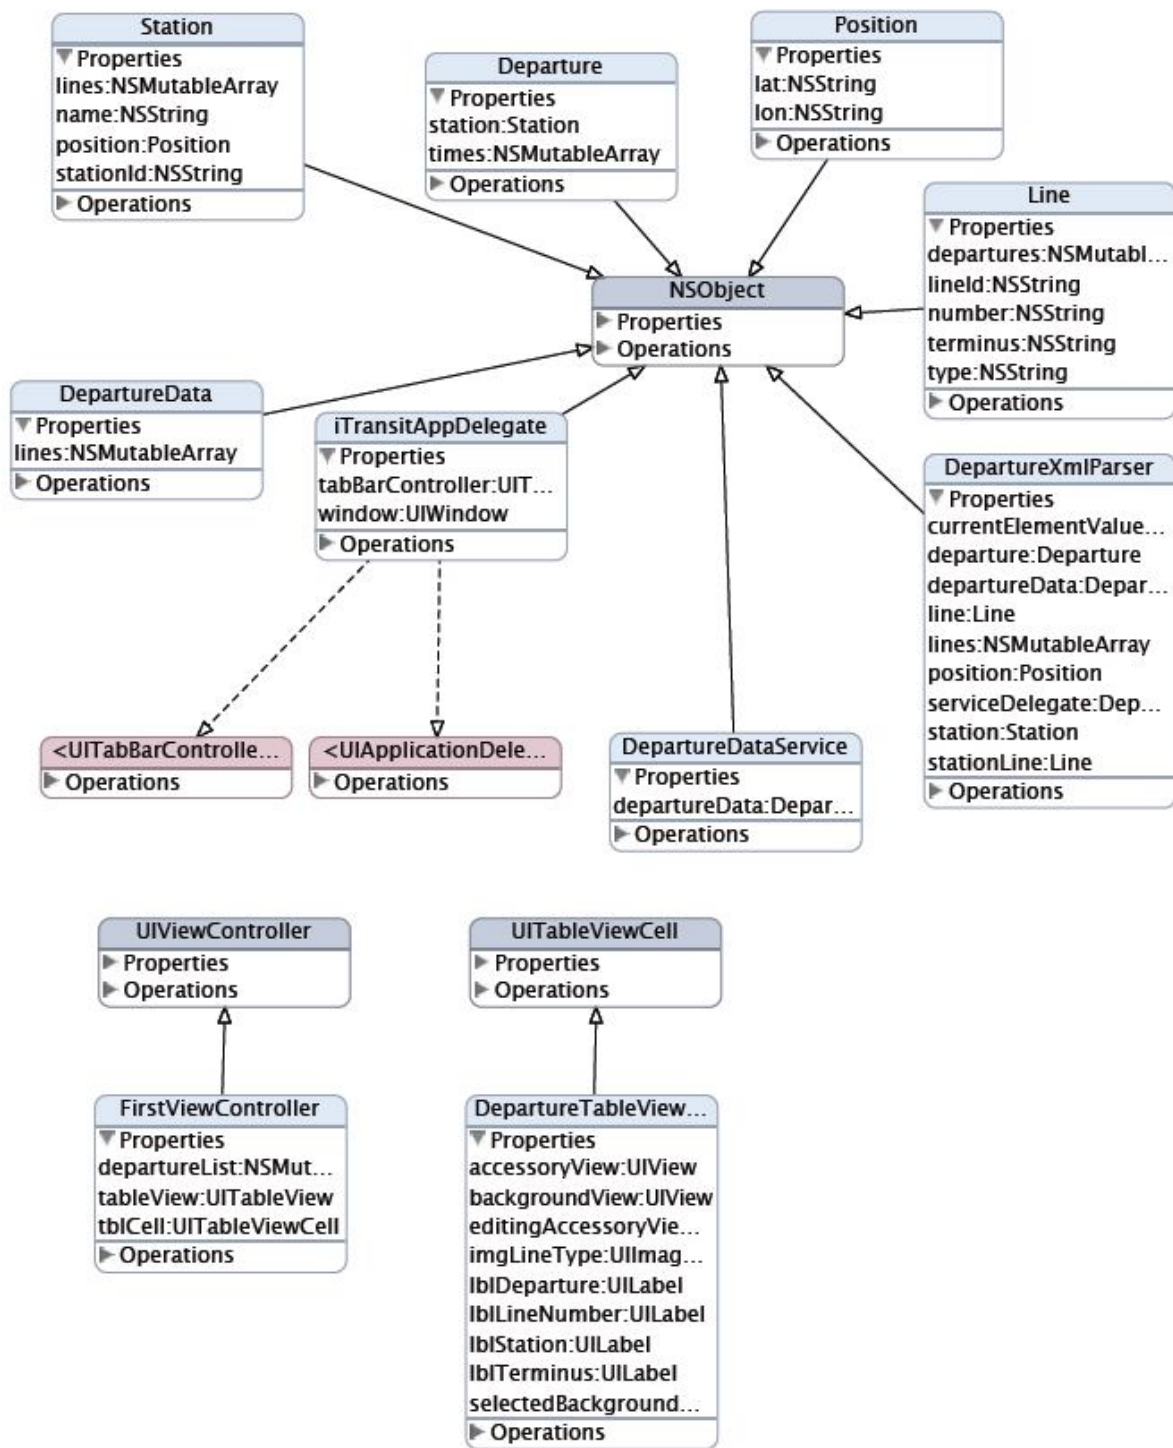 Station
Properties
lines:NSMutableArray
name:NSString
position:Position
stationId:NSString
Operations
Departure
Properties
station:Station
times:NSMutableArray
Operations
Position
Properties
lat:NSString
lon:NSString
Operations
Line
Properties
departures:NSMutabl...
lineId:NSString
number:NSString
terminus:NSString
type:NSString
Operations
NSObject
Properties
Operations
DepartureData
Properties
lines:NSMutableArray
Operations
iTransitAppDelegate
Properties
tabBarController:UIT...
window:UIWindow
Operations
DepartureXmlParser
Properties
currentElementValue...
departure:Departure
departureData:Depar...
line:Line
lines:NSMutableArray
position:Position
serviceDelegate:Dep...
station:Station
stationLine:Line
Operations
<UITabBarControlle...
Operations
<UIApplicationDele...
Operations
DepartureDataService
Properties
departureData:Depar...
Operations
UIViewController
Properties
Operations
UITableViewCell
Properties
Operations
FirstViewController
Properties
departureList:NSMut...
tableView:UITableView
tblCell:UITableViewCell
Operations
DepartureTableView...
Properties
accessoryView:UIView
backgroundView:UIView
editingAccessoryVie...
imgLineType:UIImag...
lblDeparture:UILabel
lblLineNumber:UILabel
lblStation:UILabel
lblTerminus:UILabel
selectedBackground...
Operations